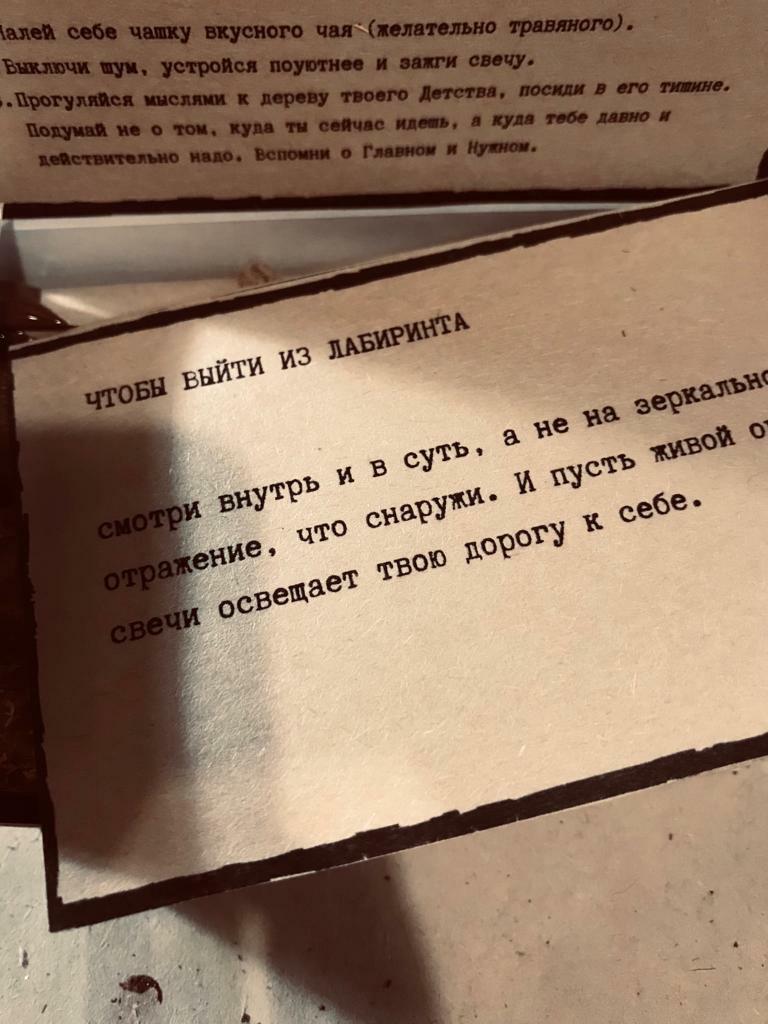 себе чашку вкусного чая (желательно травяного).
Выключи шум, устройся поуютнее и зажги свечу.
.Прогуляйся мыслями к дереву твоего Детства, посиди в его тишине.
Подумай не о том, куда ты сейчас идешь, а куда тебе давно и
действительно надо. Вспомни о Главном и Нужном.
ЧТОБЫ ВЫЙТИ ИЗ ЛАБИРИНТА
смотри внутрь и в суть, а не на зеркально
отражение, что снаружи. И пусть живой
свечи освещает твою дорогу к себе.